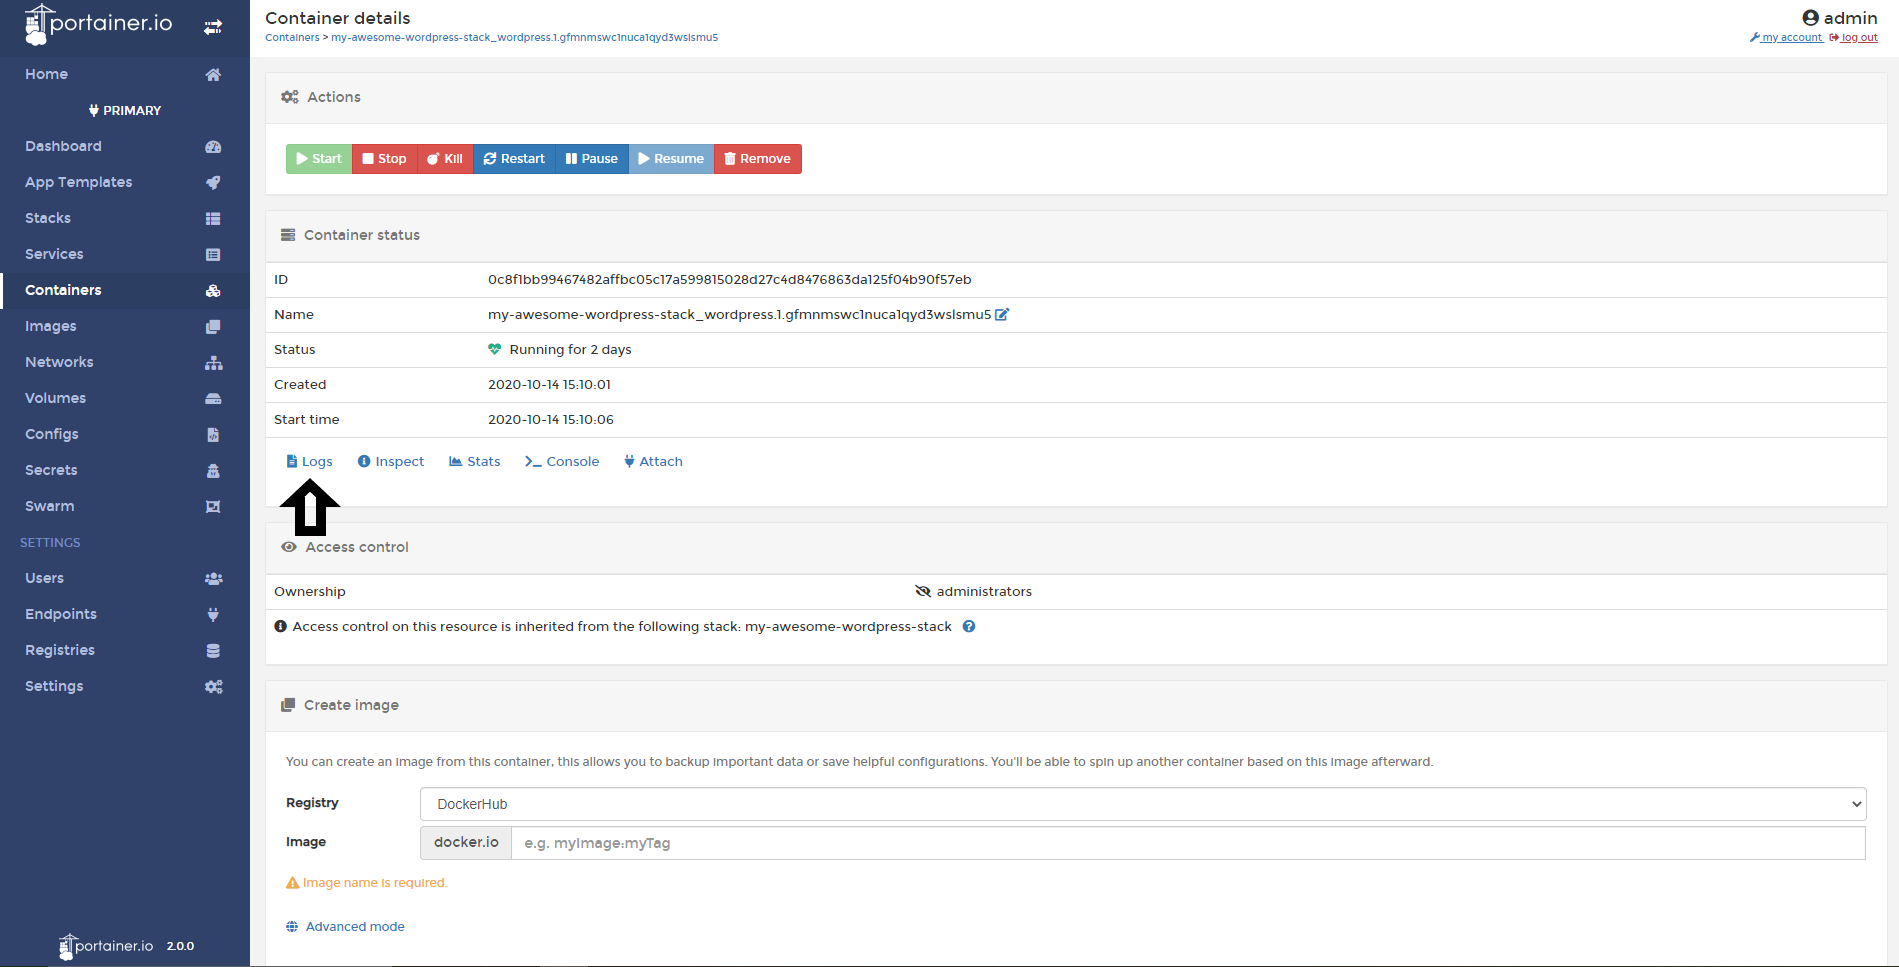 portainer.io
Home
PRIMARY
Dashboard
App Templates
Stacks
Services
Containers
Images
Networks
Volumes
Configs
Secrets
Swarm
SETTINGS
Users
Endpoints
Registries
Settings
portainer.io 2.0.0
Container details
Containers > my-awesome-wordpress-stack_wordpress.1.gfmnmswc1nuca1qyd3wslsmu5
admin
my account log out
Actions
Start Stop Kill Restart Pause Resume Remove
Container status
ID 0c8f1bb99467482affbc05c17a599815028d27c4d8476863da125f04b90f57eb
Name my-awesome-wordpress-stack_wordpress.1.gfmnmswc1nuca1qyd3wslsmu5
Status Running for 2 days
Created 2020-10-14 15:10:01
Start time 2020-10-14 15:10:06
Logs Inspect Stats Console Attach
Access control
Ownership administrators
Access control on this resource is inherited from the following stack: my-awesome-wordpress-stack
Create image
You can create an image from this container, this allows you to backup important data or save helpful configurations. You'll be able to spin up another container based on this image afterward.
Registry DockerHub
Image docker.io e.g. myImage:myTag
Image name is required.
Advanced mode